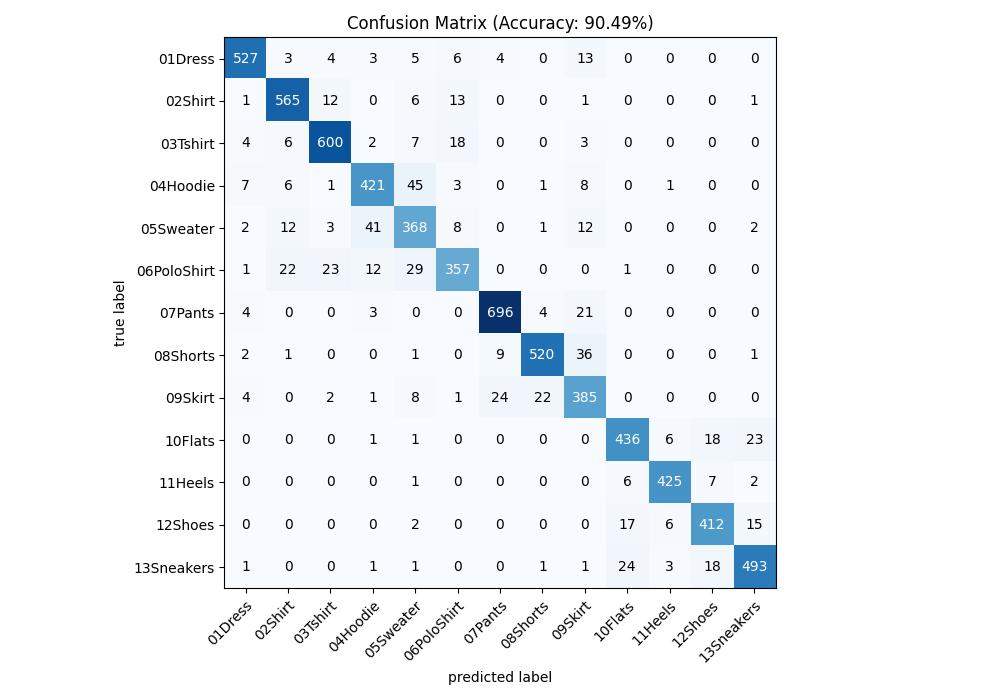 Confusion Matrix (Accuracy: 90.49%)
01Dress 527 3 4 3 5 6 4 0 13 0 0 0 0
02Shirt 1 565 12 0 6 13 0 0 1 0 0 0 1
03Tshirt 4 6 600 2 7 18 0 0 3 0 0 0 0
04Hoodie 7 6 1 421 45 3 0 1 8 0 1 0 0
05Sweater 2 12 3 41 368 8 0 1 12 0 0 0 2
06PoloShirt 1 22 23 12 29 357 0 0 0 1 0 0 0
07Pants 4 0 0 3 0 0 696 4 21 0 0 0 0
08Shorts 2 1 0 0 1 0 9 520 36 0 0 0 1
09Skirt 4 0 2 1 8 1 24 22 385 0 0 0 0
10Flats 0 0 0 1 1 0 0 0 0 436 6 18 23
11Heels 0 0 0 0 1 0 0 0 0 6 425 7 2
12Shoes 0 0 0 0 2 0 0 0 0 17 6 412 15
13Sneakers 1 0 0 1 1 0 0 1 1 24 3 18 493
true label
01Dress 02Shirt 03Tshirt 04Hoodie 05Sweater 06PoloShirt 07Pants 08Shorts 09Skirt 10Flats 11Heels 12Shoes 13Sneakers
predicted label